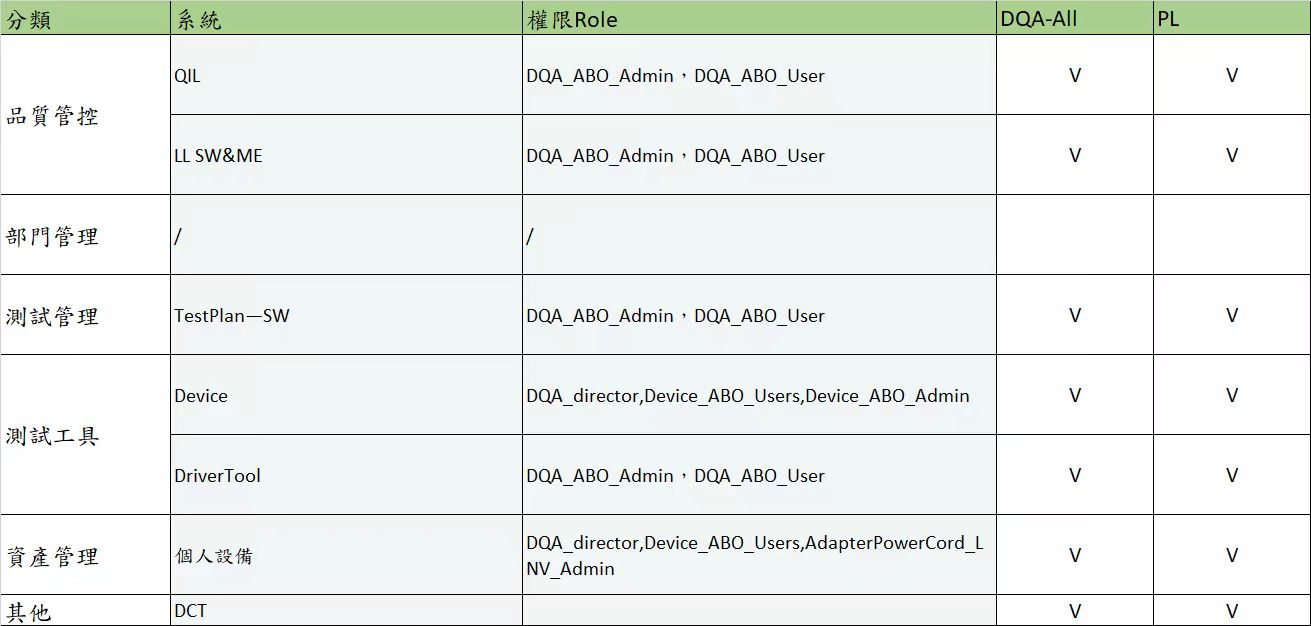 分類 系統 權限Role DQA-All PL
品質管控
QIL DQA_ABO_Admin，DQA_ABO_User V V
LL SW&ME DQA_ABO_Admin，DQA_ABO_User V V
部門管理 / /
測試管理 TestPlan—SW DQA_ABO_Admin，DQA_ABO_User V V
測試工具
Device DQA_director,Device_ABO_Users,Device_ABO_Admin V V
DriverTool DQA_ABO_Admin，DQA_ABO_User V V
資產管理 個人設備 DQA_director,Device_ABO_Users,AdapterPowerCord_L
NV_Admin V V
其他 DCT V V